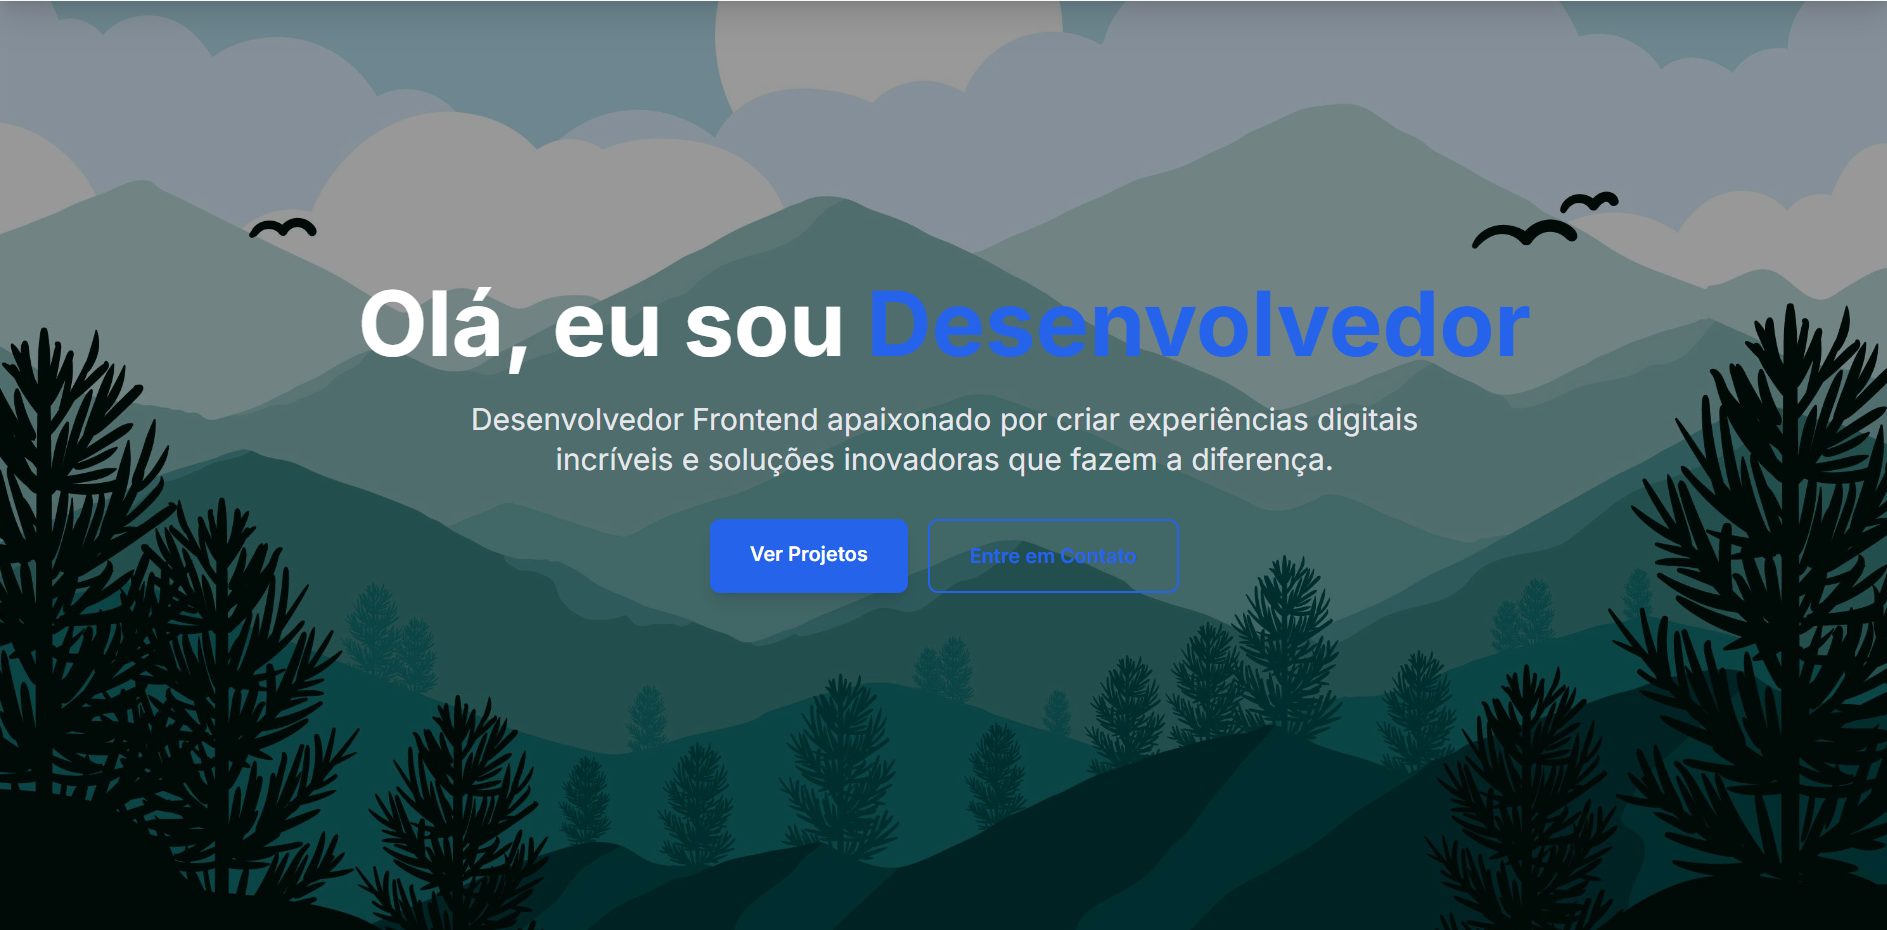 Olá, eu sou Desenvolvedor
Desenvolvedor Frontend apaixonado por criar experiências digitais
incríveis e soluções inovadoras que fazem a diferença.
Ver Projetos
Entre em Contato